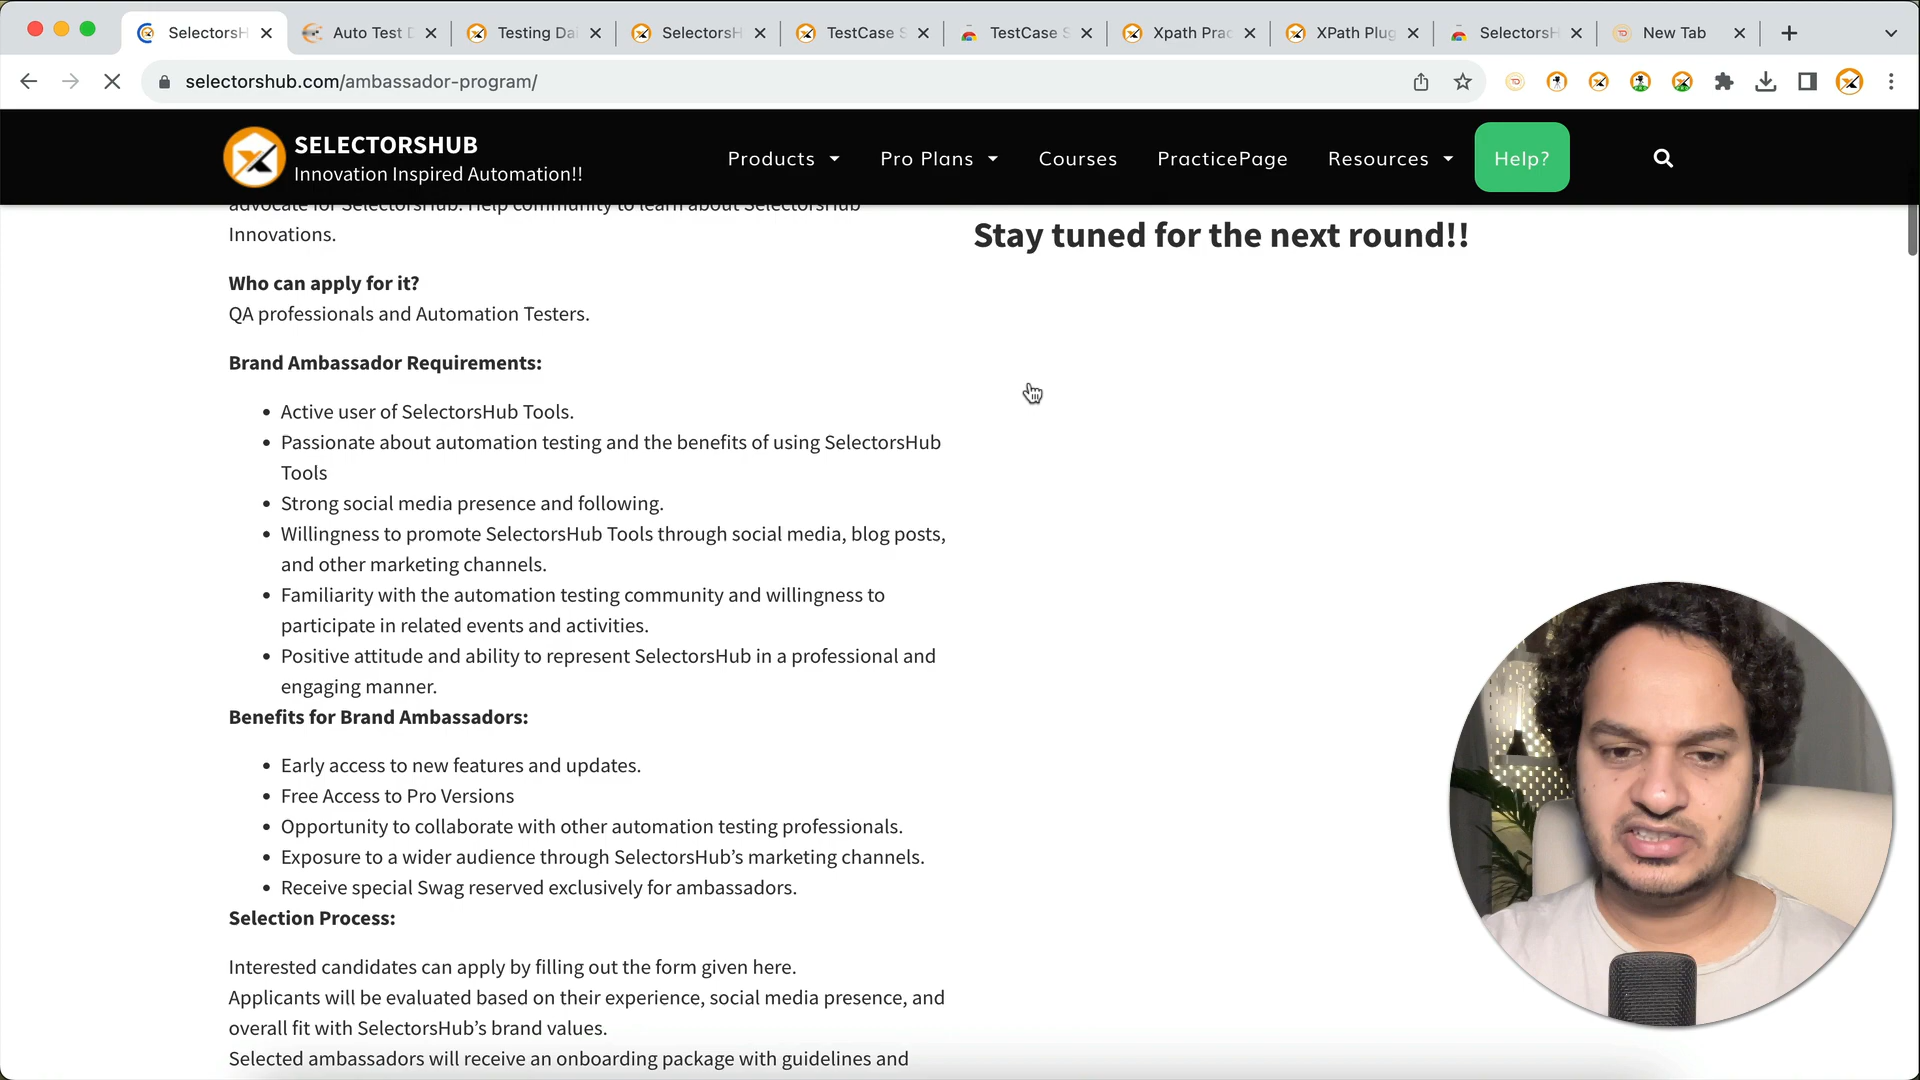 SelectorsH
Auto Test D
Testing Dai
SelectorsH
TestCase S
TestCase S
Xpath Prac
XPath Plug
SelectorsH
New Tab
selectorshub.com/ambassador-program/
SELECTORSHUB
Innovation Inspired Automation!!
Products
Pro Plans
Courses
PracticePage
Resources
Help?
advocate for SelectorsHub. Help community to learn about SelectorsHub
Innovations.
Stay tuned for the next round!!
Who can apply for it?
QA professionals and Automation Testers.
Brand Ambassador Requirements:
• Active user of SelectorsHub Tools.
• Passionate about automation testing and the benefits of using SelectorsHub
Tools
• Strong social media presence and following.
• Willingness to promote SelectorsHub Tools through social media, blog posts,
and other marketing channels.
• Familiarity with the automation testing community and willingness to
participate in related events and activities.
• Positive attitude and ability to represent SelectorsHub in a professional and
engaging manner.
Benefits for Brand Ambassadors:
• Early access to new features and updates.
• Free Access to Pro Versions
• Opportunity to collaborate with other automation testing professionals.
• Exposure to a wider audience through SelectorsHub’s marketing channels.
• Receive special Swag reserved exclusively for ambassadors.
Selection Process:
Interested candidates can apply by filling out the form given here.
Applicants will be evaluated based on their experience, social media presence, and
overall fit with SelectorsHub’s brand values.
Selected ambassadors will receive an onboarding package with guidelines and